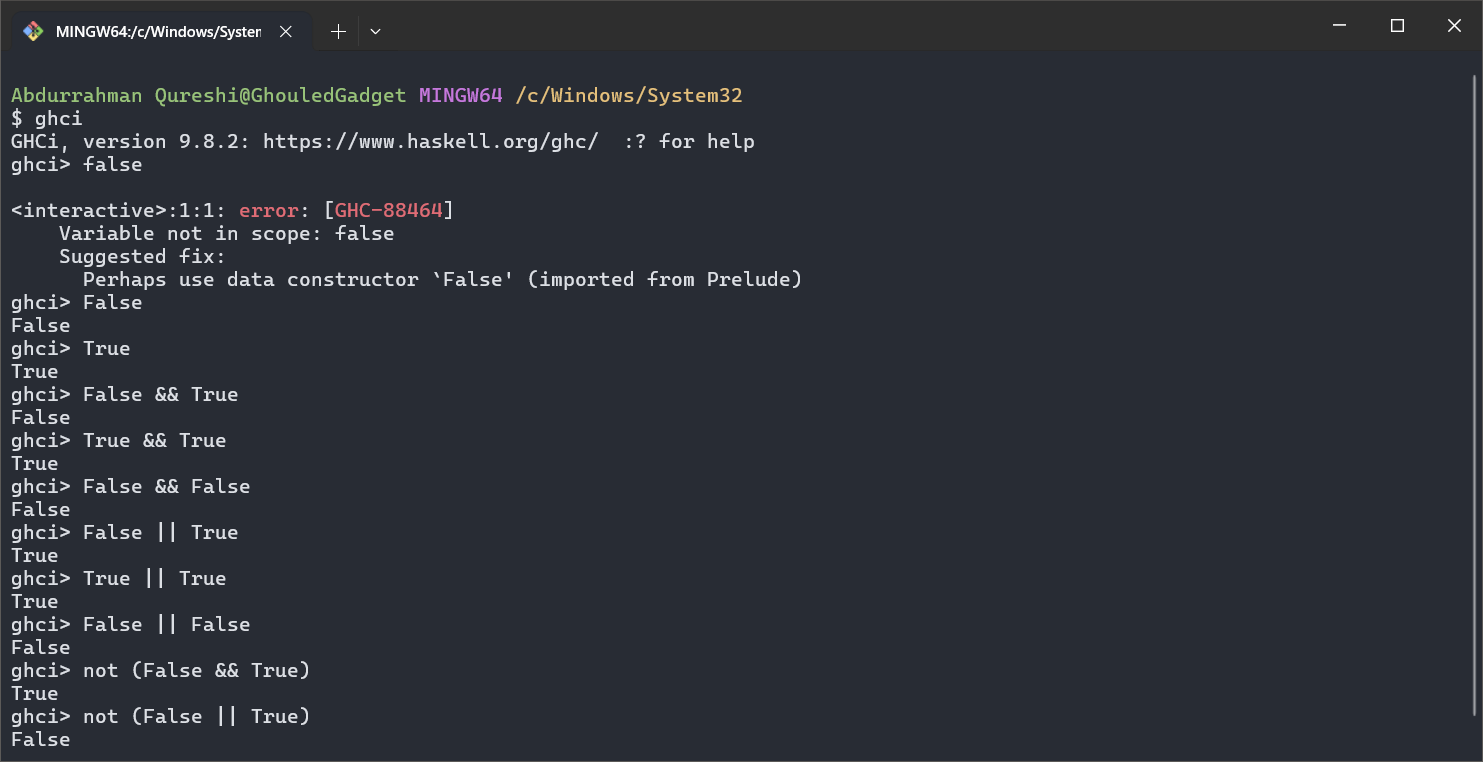 MINGW64:/c/Windows/System
Abdurrahman Qureshi@GhouledGadget MINGW64 /c/Windows/System32
$ ghci
GHCi, version 9.8.2: https://www.haskell.org/ghc/  :? for help
ghci> false
<interactive>:1:1: error: [GHC-88464]
    Variable not in scope: false
    Suggested fix:
      Perhaps use data constructor `False' (imported from Prelude)
ghci> False
False
ghci> True
True
ghci> False && True
False
ghci> True && True
True
ghci> False && False
False
ghci> False || True
True
ghci> True || True
True
ghci> False || False
False
ghci> not (False && True)
True
ghci> not (False || True)
False